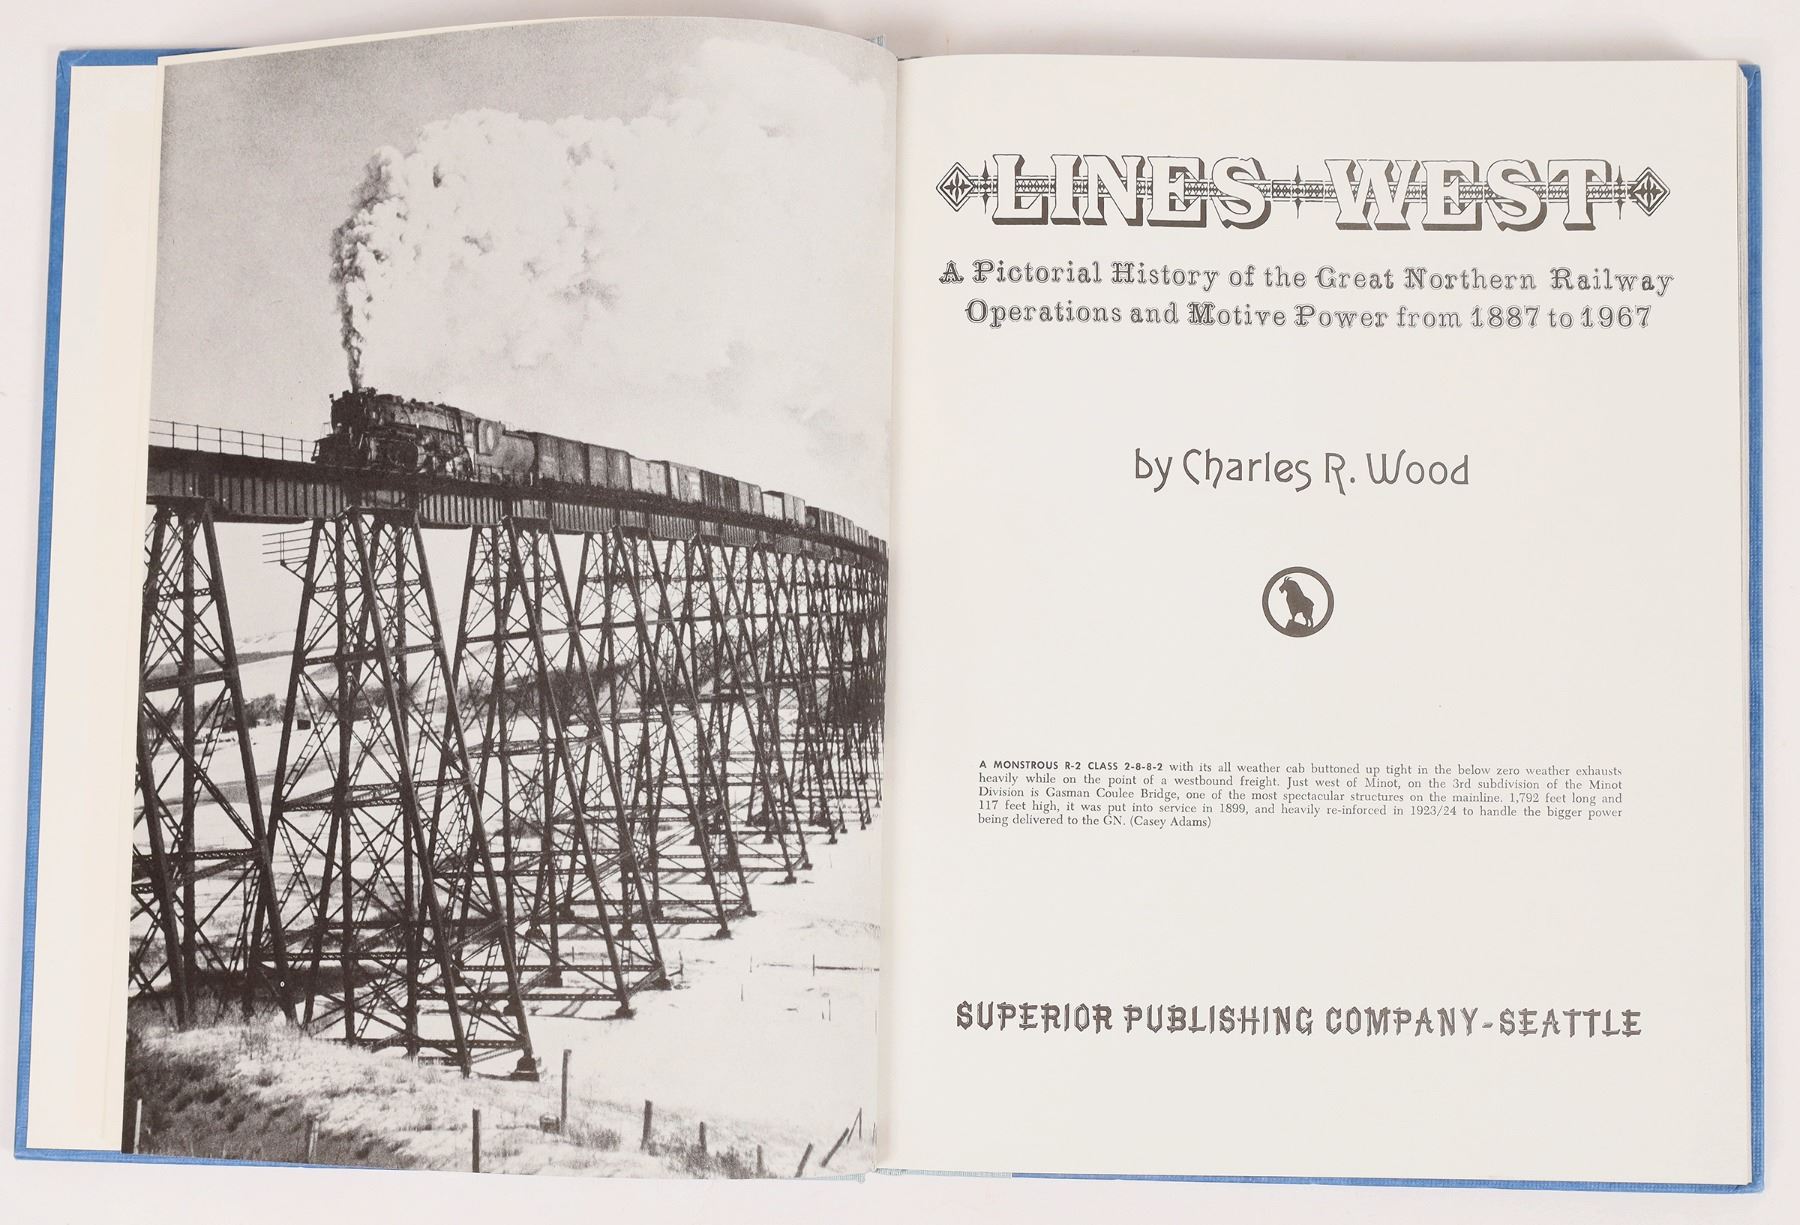 LINES WEST
A Pictorial History of the Great Northern Railway
Operations and Motive Power from 1887 to 1967
by Charles R. Wood
A MONSTROUS R-2 CLASS 2-8-8-2 with its all weather cab buttoned up tight in the below zero weather exhausts
heavily while on the point of a westbound freight. Just west of Minot, on the 3rd subdivision of the Minot
Division is Gasman Coulee Bridge, one of the most spectacular structures on the mainline. 1,792 feet long and
117 feet high, it was put into service in 1899, and heavily re-inforced in 1923/24 to handle the bigger power
being delivered to the GN. (Casey Adams)
SUPERIOR PUBLISHING COMPANY-SEATTLE